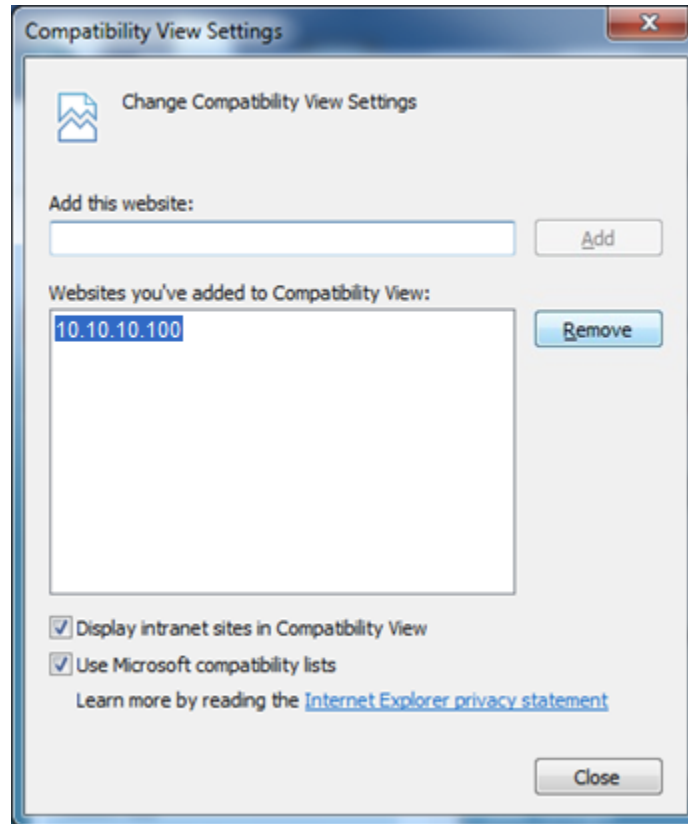 Compatibility View Settings
Change Compatibility View Settings
Add this website:
Add
Websites you've added to Compatibility View:
10.10.10.100
Remove
Display intranet sites in Compatibility View
Use Microsoft compatibility lists
Learn more by reading the Internet Explorer privacy statement
Close